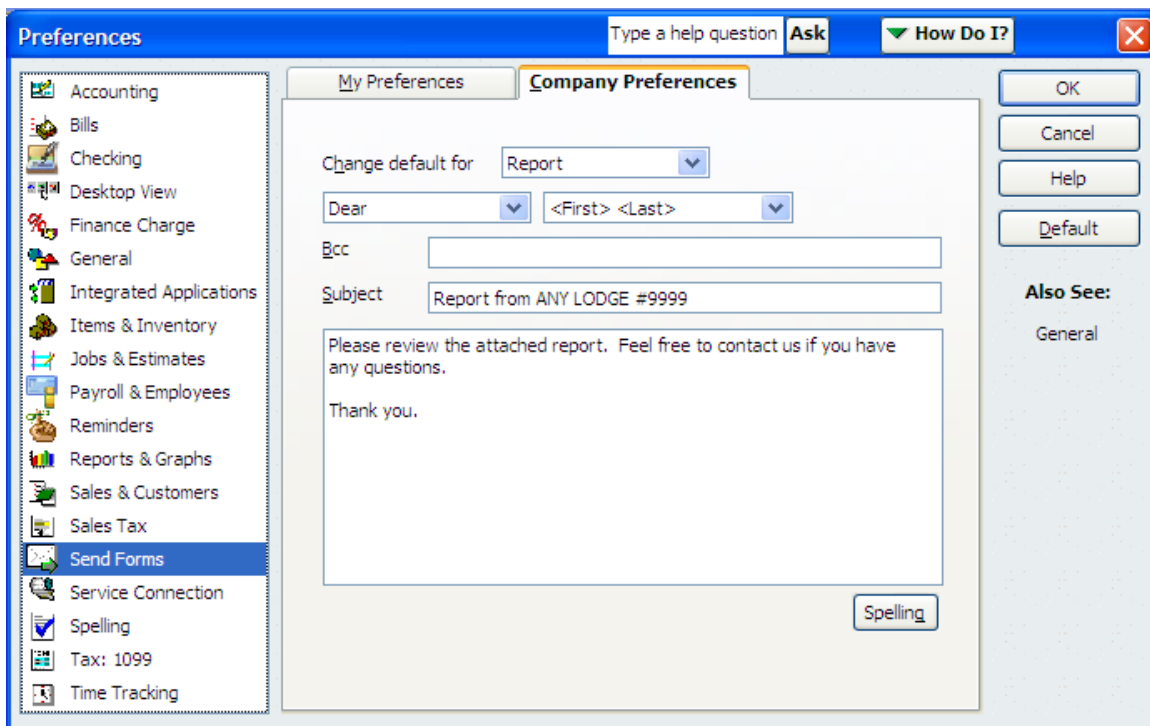 Preferences
Type a help question Ask
How Do I?
Accounting
Bills
Checking
Desktop View
Finance Charge
General
Integrated Applications
Items & Inventory
Jobs & Estimates
Payroll & Employees
Reminders
Reports & Graphs
Sales & Customers
Sales Tax
Send Forms
Service Connection
Spelling
Tax: 1099
Time Tracking
My Preferences
Company Preferences
Change default for Report
Dear <First> <Last>
Bcc
Subject Report from ANY LODGE #9999
Please review the attached report.  Feel free to contact us if you have
any questions.
Thank you.
Spelling
OK
Cancel
Help
Default
Also See:
General